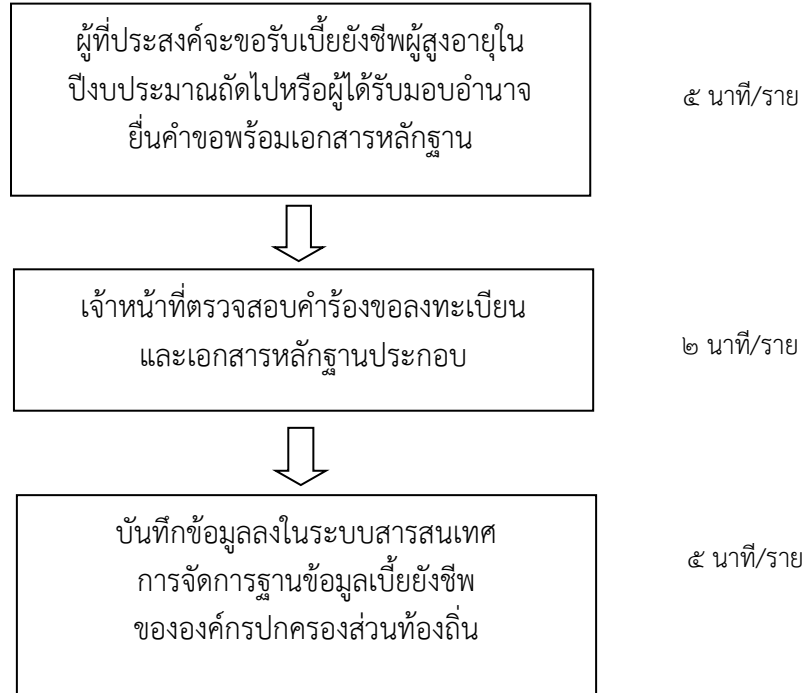 ผู้ที่ประสงค์จะขอรับเบี้ยยังชีพผู้สูงอายุใน
ปีงบประมาณถัดไปหรือผู้ได้รับมอบอำนาจ
ยื่นคำขอพร้อมเอกสารหลักฐาน
๕ นาที/ราย
เจ้าหน้าที่ตรวจสอบคำร้องขอลงทะเบียน
และเอกสารหลักฐานประกอบ
๒ นาที/ราย
บันทึกข้อมูลลงในระบบสารสนเทศ
การจัดการฐานข้อมูลเบี้ยยังชีพ
ขององค์กรปกครองส่วนท้องถิ่น
๕ นาที/ราย